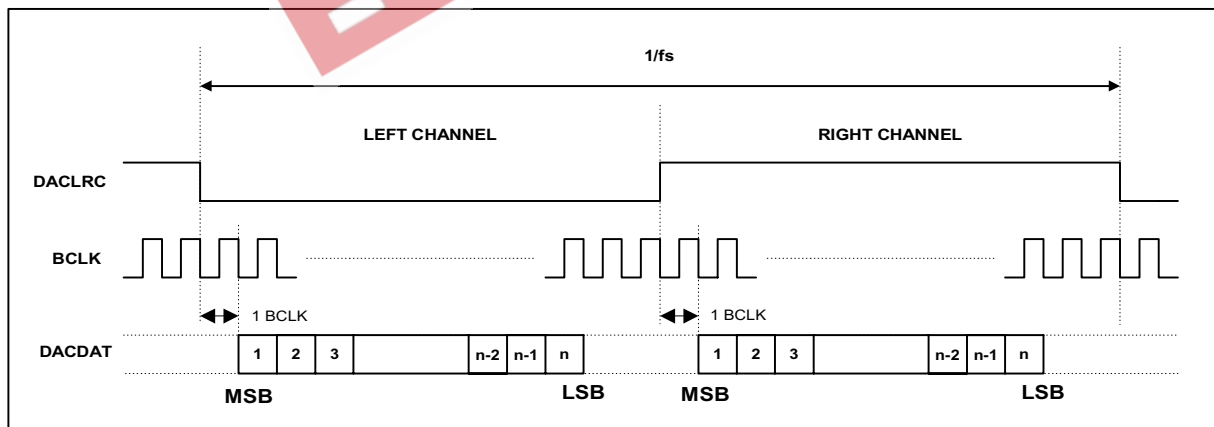 1/fs
LEFT CHANNEL RIGHT CHANNEL
DACLRC
BCLK
1 BCLK 1 BCLK
DACDAT 1 2 3 n-2 n-1 n 1 2 3 n-2 n-1 n
MSB LSB MSB LSB